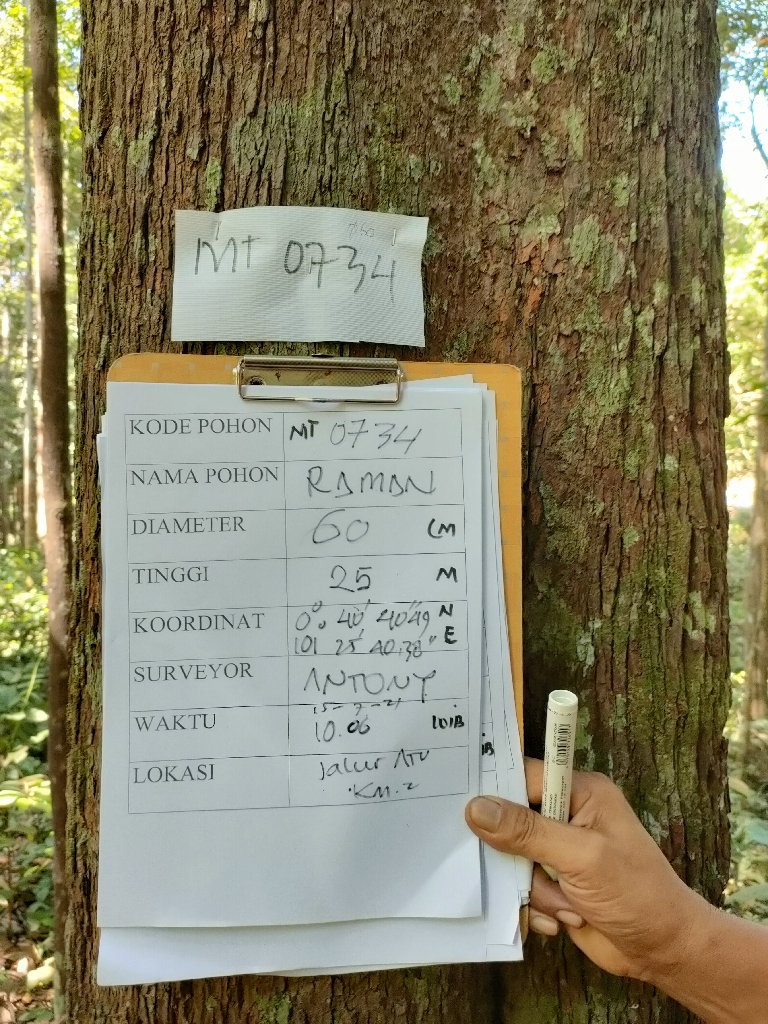 MT 0734
KODE POHON MT 0734
NAMA POHON RAMAN
DIAMETER 60 CM
TINGGI 25 M
KOORDINAT 0° 40' 40.49 N
101 25' 40.38" E
SURVEYOR ANTONY
WAKTU 10.06 WIB
LOKASI Jalur ATV
KM.2